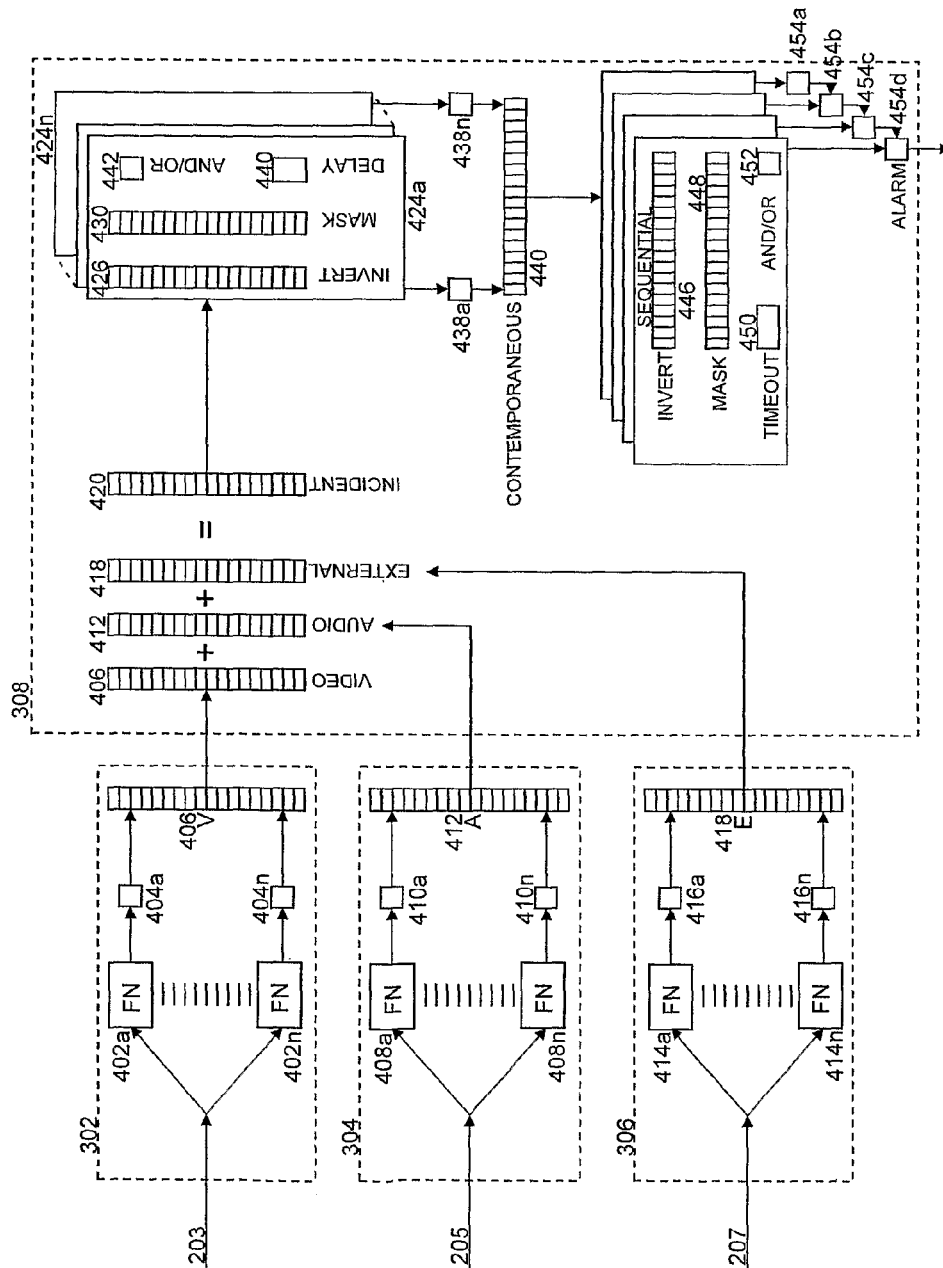 308
424n
406
VIDEO
+
412
AUDIO
+
418
EXTERNAL
=
420
INCIDENT
426
INVERT
430
MASK
442
AND/OR
440
DELAY
424a
438a
438n
CONTEMPORANEOUS
440
SEQUENTIAL
INVERT
446
MASK
448
TIMEOUT
450
AND/OR
452
454a
454b
454c
454d
ALARM
302
203
402a
FN
402n
FN
404a
404n
406
V
304
205
408a
FN
408n
FN
410a
410n
412
A
306
207
414a
FN
414n
FN
416a
416n
418
E